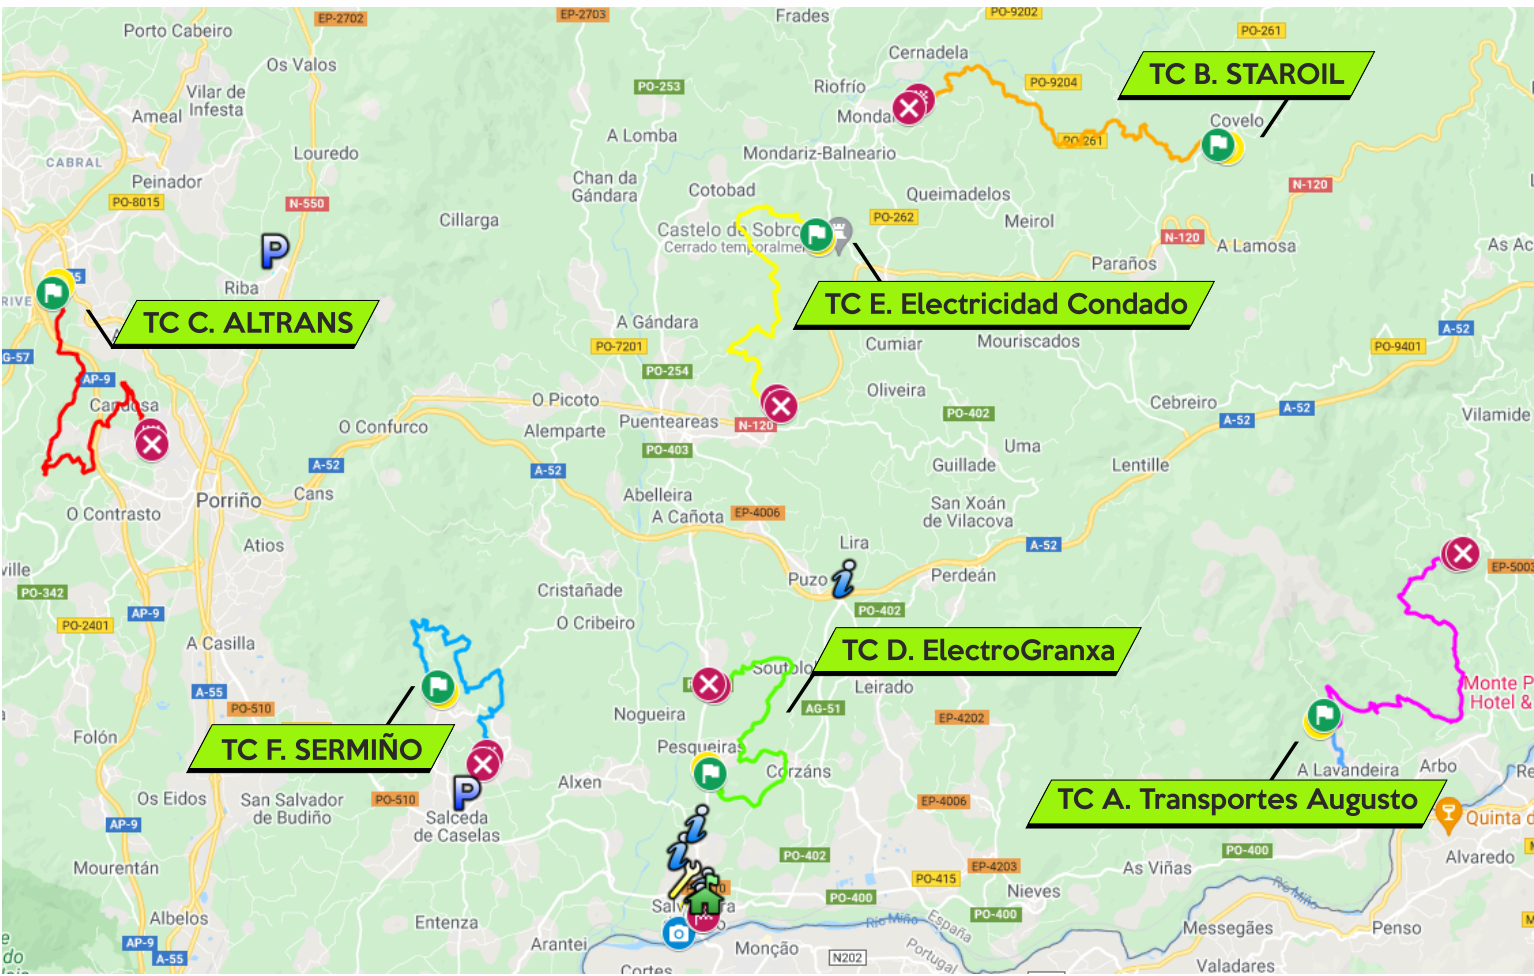 EP-2702
EP-2703
Frades
PO-9202
Porto Cabeiro
PO-261
Os Valos
Cernadela
TC B. STAROIL
Vilar de
Infesta
PO-253
Riofrío
PO-9204
Ameal
Covelo
A Lomba
PO-261
CABRAL
Louredo
Mondariz-Balneario
Peinador
Chan da
Gándara
Cotobad
Queimadelos
N-120
PO-8015
N-550
Cillarga
PO-262
Meirol
Castelo de Sobro
Cerrado temporalme
N-120
A Lamosa
Paraños
Riba
TC C. ALTRANS
TC E. Electricidad Condado
A Gándara
PO-7201
Cumiar
Mouriscados
A-52
PO-9401
PO-254
AP-9
Oliveira
O Picoto
PO-402
Cebreiro
A-52
A-52
Vilamide
O Confurco
Alemparte
Puenteareas
N-120
PO-403
Uma
A-52
A-52
Guillade
Lentille
Porriño
Cans
Abelleira
San Xoán
de Vilacova
O Contrasto
A Cañota
EP-4006
Atios
Lira
A-52
EP-5003
Puzo
Perdeán
PO-342
Cristañade
PO-402
AP-9
PO-2401
O Cribeiro
A Casilla
TC D. ElectroGranxa
Leirado
Monte P
Hotel &
A-55
PO-510
Nogueira
AG-51
EP-4202
Folón
TC F. SERMIÑO
Pesqueiras
Corzáns
A Lavandeira
Arbo
Alxen
TC A. Transportes Augusto
Os Eidos
San Salvador
de Budiño
PO-510
EP-4006
Quinta d
AP-9
Salceda
de Caselas
PO-402
PO-400
Alvaredo
Mourentán
EP-4203
As Viñas
PO-415
Nieves
PO-400
Río Miño
Albelos
Entenza
PO-400
Río Miño
España
Portugal
Messegães
Penso
AP-9
A-55
Arantei
Monção
N202
Cortes
Valadares